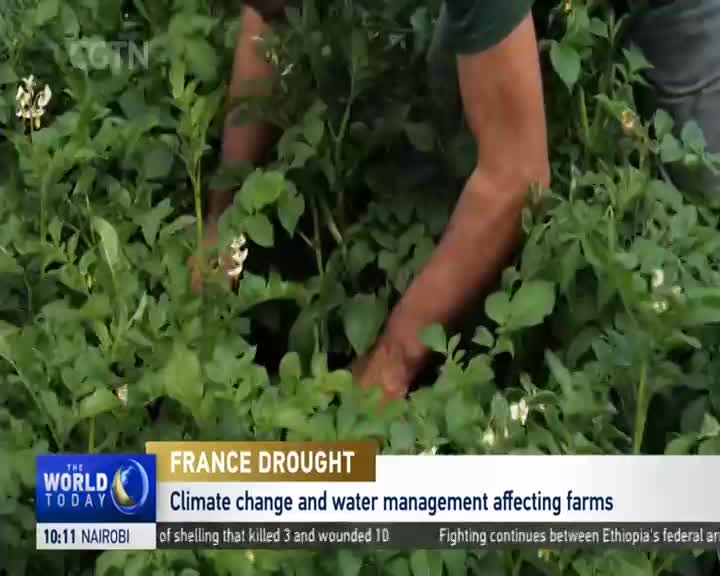 CGTN
FRANCE DROUGHT
THE
WORLD
TODAY
Climate change and water management affecting farms
10:11 NAIROBI
of shelling that killed 3 and wounded 10 Fighting continues between Ethiopia's federal